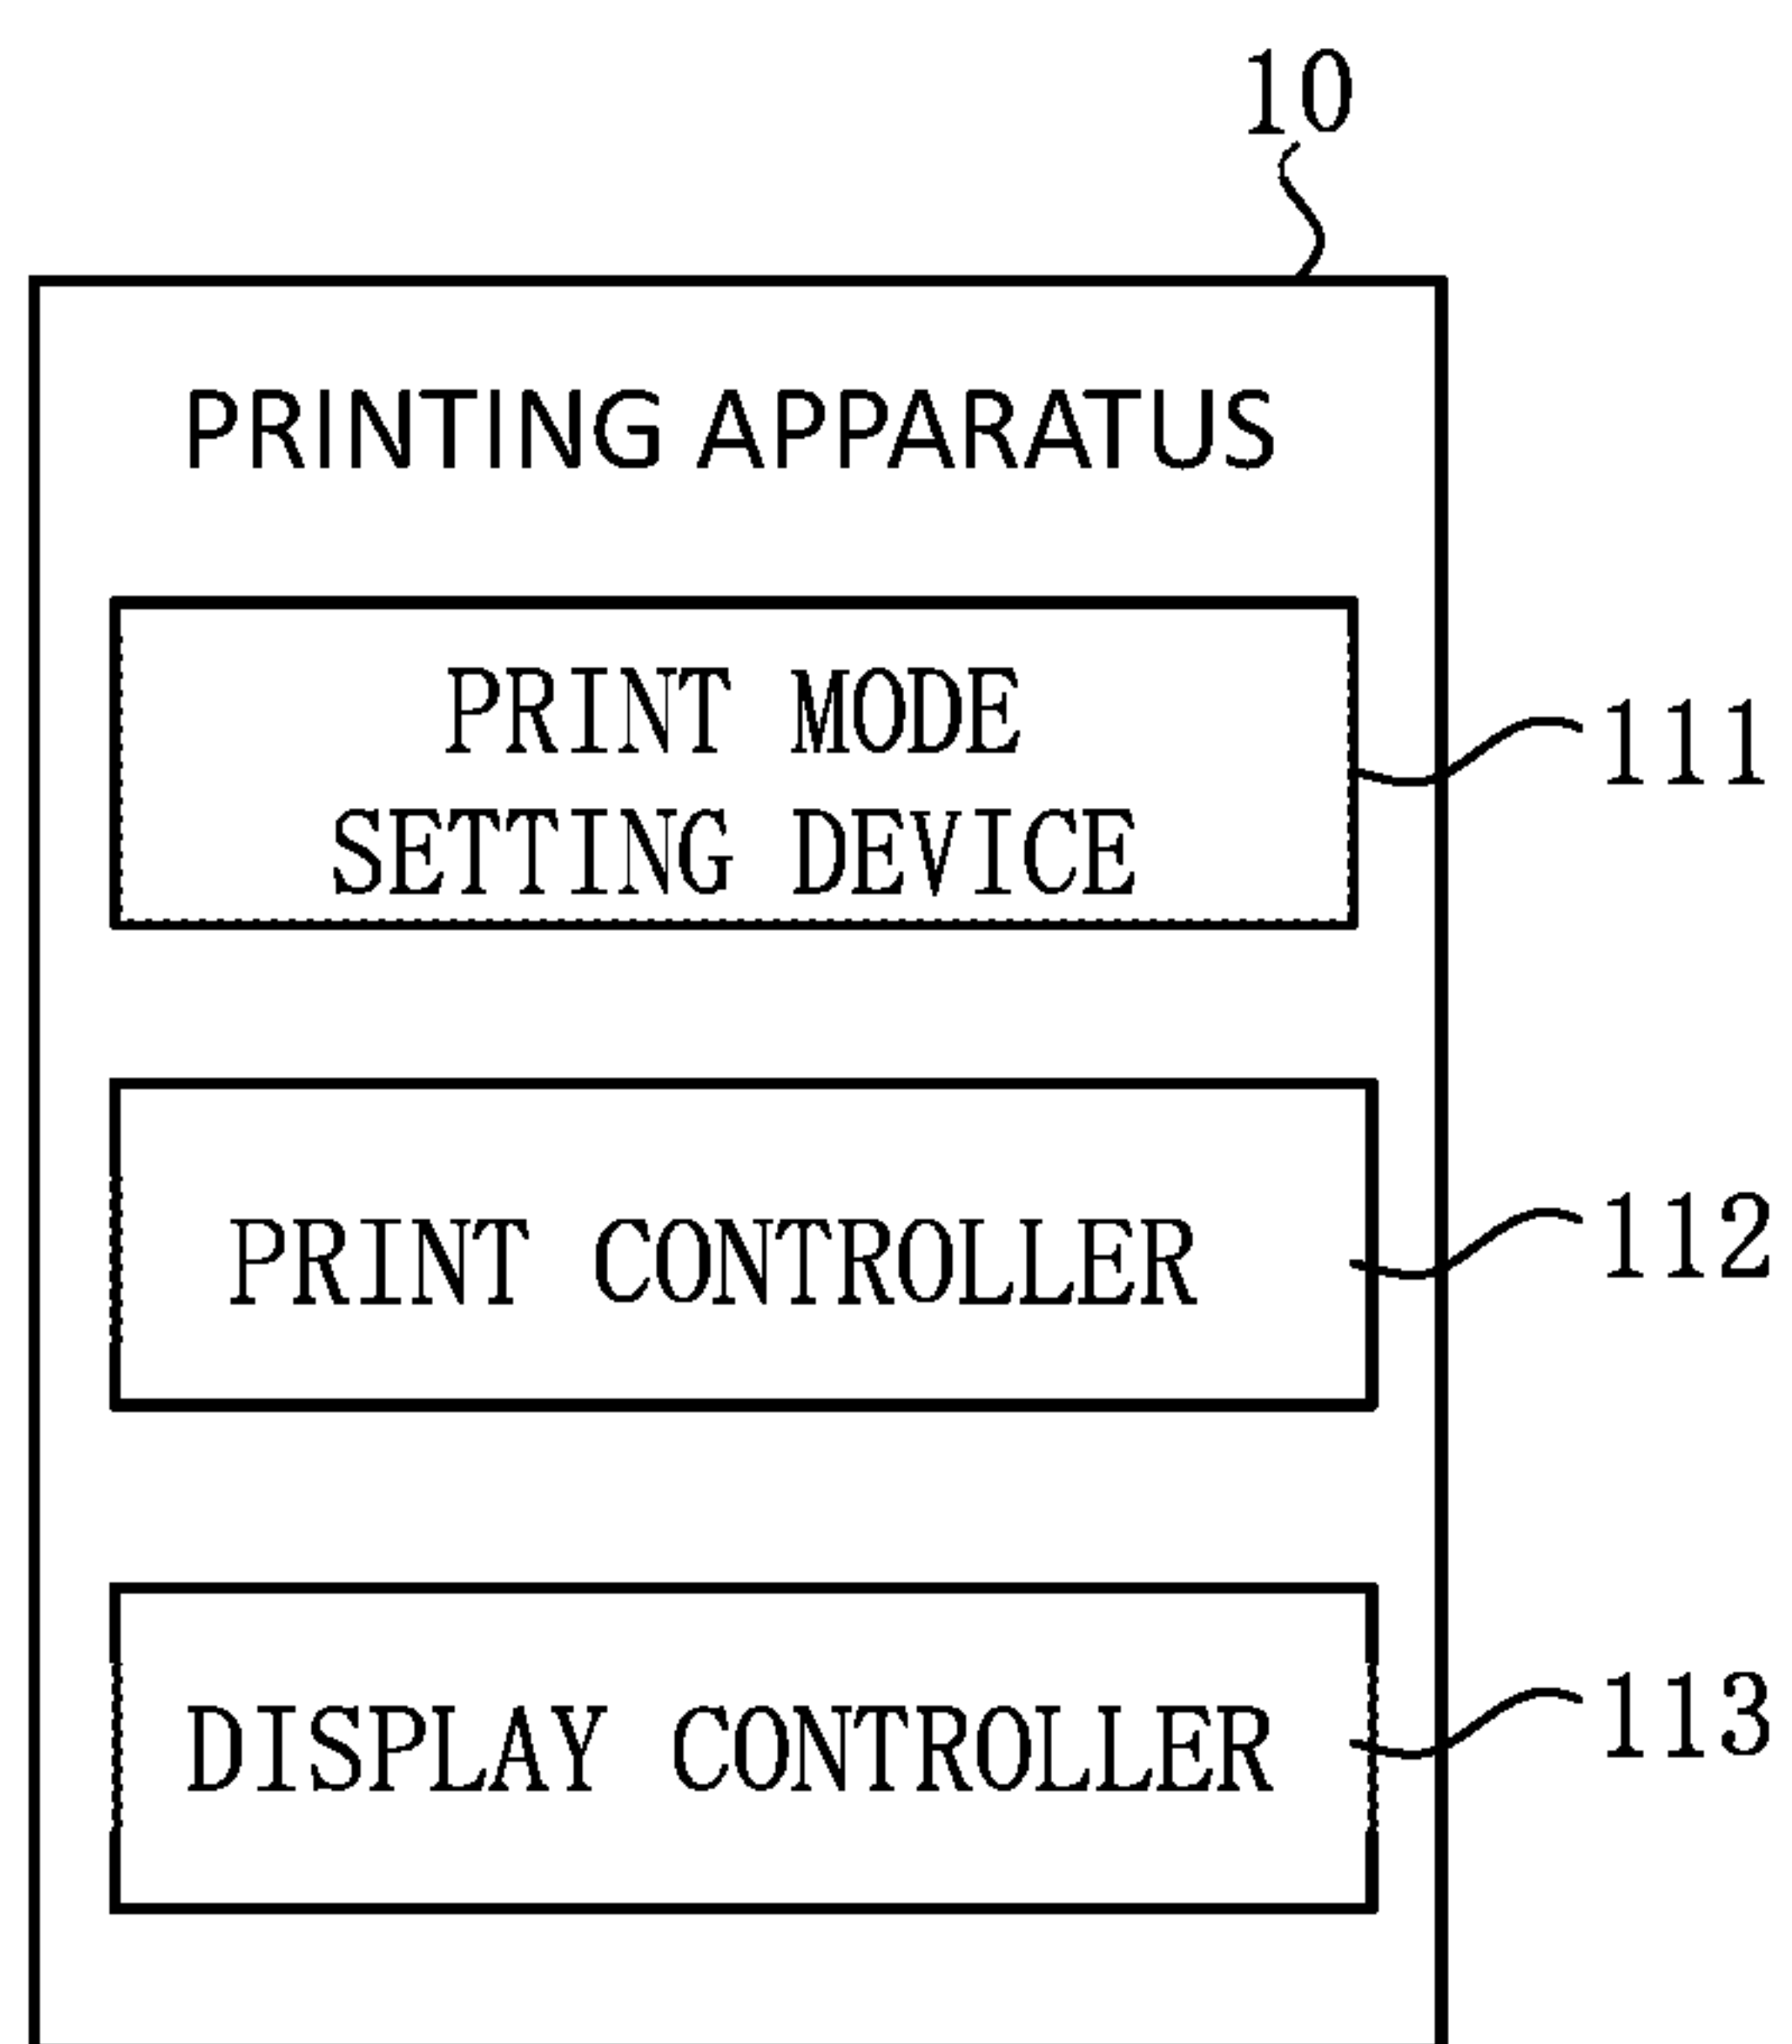 10
PRINTING APPARATUS
PRINT MODE
SETTING DEVICE
111
PRINT CONTROLLER
112
DISPLAY CONTROLLER
113